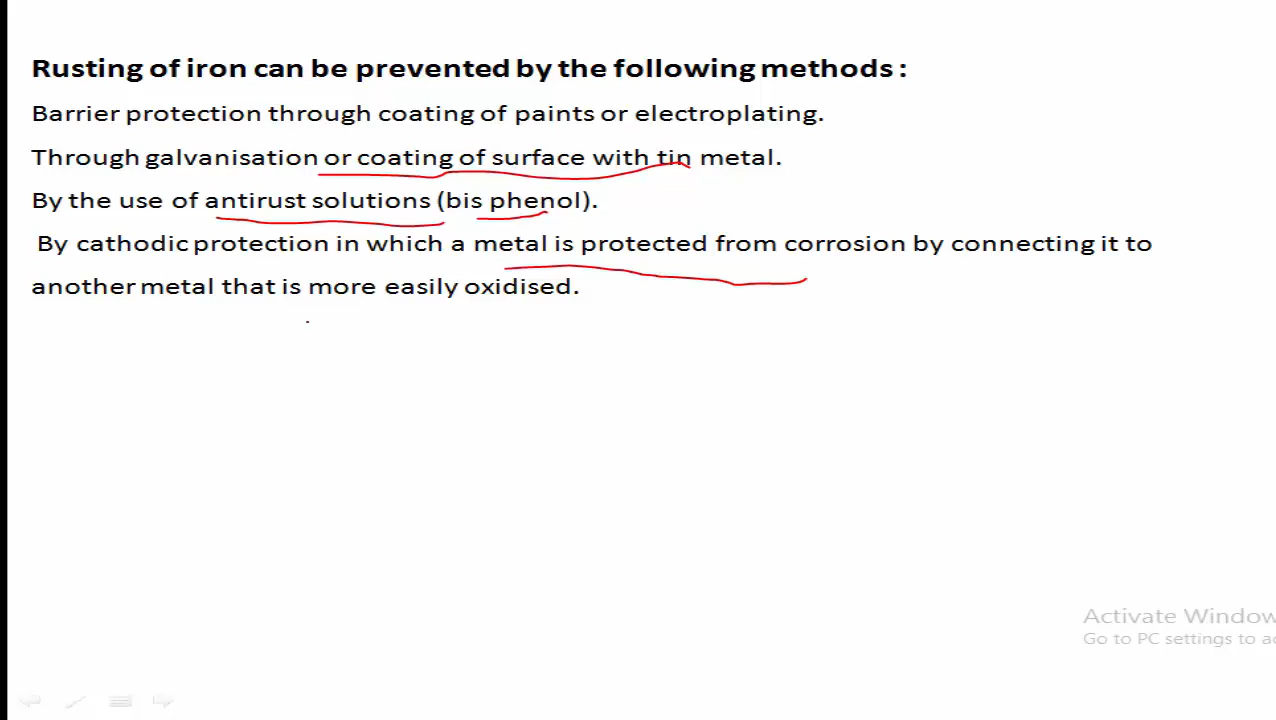 Rusting of iron can be prevented by the following methods :
Barrier protection through coating of paints or electroplating.
Through galvanisation or coating of surface with tin metal.
By the use of antirust solutions (bis phenol).
By cathodic protection in which a metal is protected from corrosion by connecting it to
another metal that is more easily oxidised.
Activate Window
Go to PC settings to a